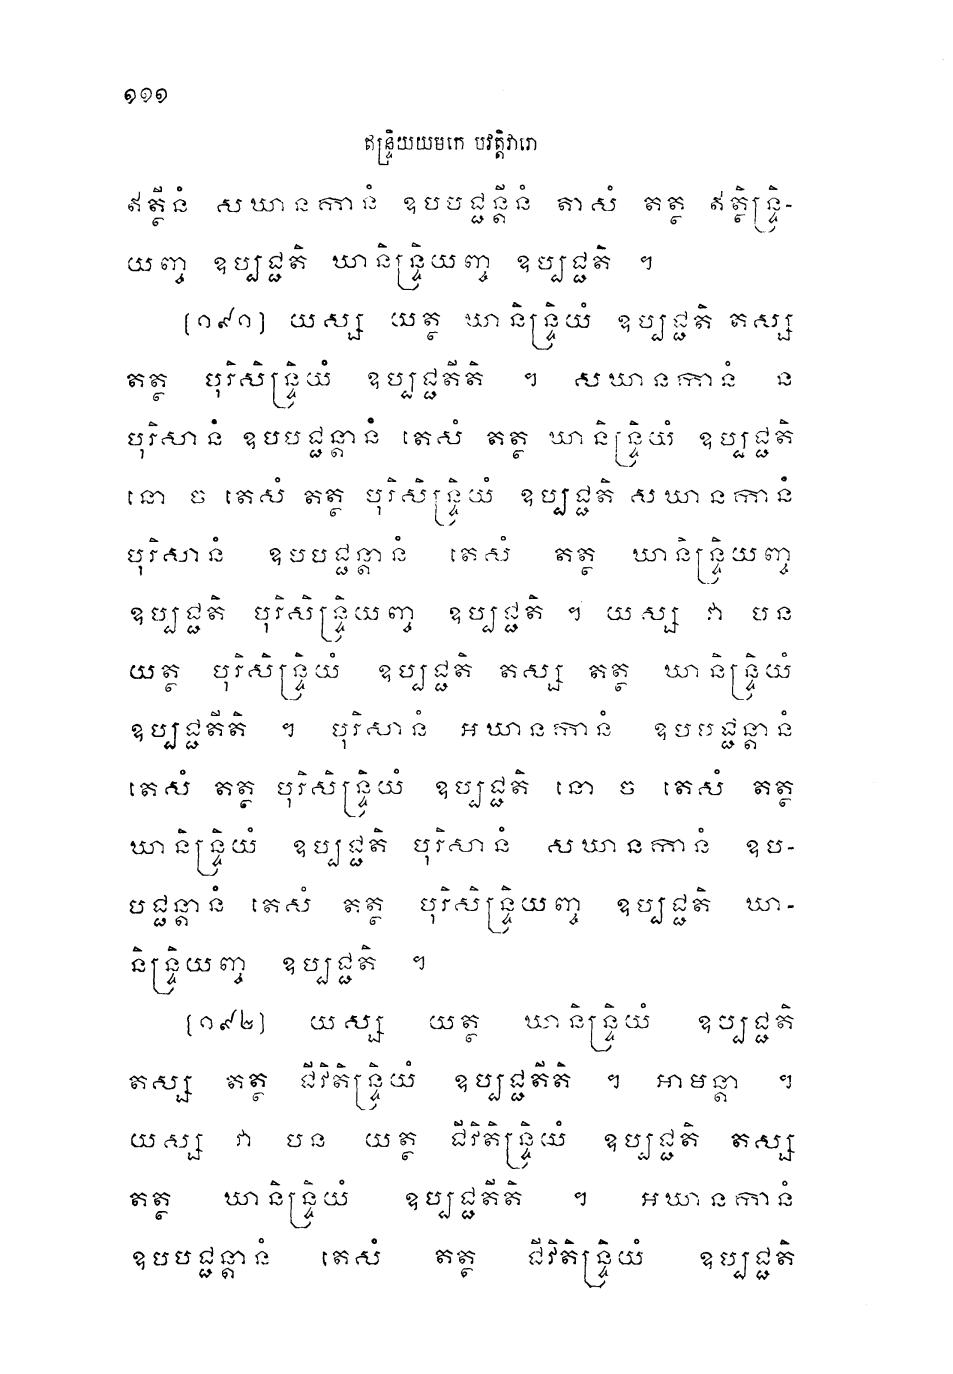 ១១១
ឥន្ទ្រិយយមកេ បវត្តិវារោ
ឥត្ថីនំ សឃានកានំ ឧបបជ្ជន្តីនំ តាសំ តត្ថ ឥត្ថិន្ទ្រិ-
យញ្ច ឧប្បជ្ជតិ ឃានិន្ទ្រិយញ្ច ឧប្បជ្ជតិ ។
(១៩១) យស្ស យត្ថ ឃានិន្ទ្រិយំ ឧប្បជ្ជតិ តស្ស
តត្ថ បុរិសិន្ទ្រិយំ ឧប្បជ្ជតីតិ ។ សឃានកានំ ន
បុរិសានំ ឧបបជ្ជន្តានំ តេសំ តត្ថ ឃានិន្ទ្រិយំ ឧប្បជ្ជតិ
នោ ច តេសំ តត្ថ បុរិសិន្ទ្រិយំ ឧប្បជ្ជតិ សឃានកានំ
បុរិសានំ ឧបបជ្ជន្តានំ តេសំ តត្ថ ឃានិន្ទ្រិយញ្ច
ឧប្បជ្ជតិ បុរិសិន្ទ្រិយញ្ច ឧប្បជ្ជតិ ។ យស្ស វា បន
យត្ថ បុរិសិន្ទ្រិយំ ឧប្បជ្ជតិ តស្ស តត្ថ ឃានិន្ទ្រិយំ
ឧប្បជ្ជតីតិ ។ បុរិសានំ អឃានកានំ ឧបបជ្ជន្តានំ
តេសំ តត្ថ បុរិសិន្ទ្រិយំ ឧប្បជ្ជតិ នោ ច តេសំ តត្ថ
ឃានិន្ទ្រិយំ ឧប្បជ្ជតិ បុរិសានំ សឃានកានំ ឧប-
បជ្ជន្តានំ តេសំ តត្ថ បុរិសិន្ទ្រិយញ្ច ឧប្បជ្ជតិ ឃា-
និន្ទ្រិយញ្ច ឧប្បជ្ជតិ ។
(១៩២) យស្ស យត្ថ ឃានិន្ទ្រិយំ ឧប្បជ្ជតិ
តស្ស តត្ថ ជីវិតិន្ទ្រិយំ ឧប្បជ្ជតីតិ ។ អាមន្តា ។
យស្ស វា បន យត្ថ ជីវិតិន្ទ្រិយំ ឧប្បជ្ជតិ តស្ស
តត្ថ ឃានិន្ទ្រិយំ ឧប្បជ្ជតីតិ ។ អឃានកានំ
ឧបបជ្ជន្តានំ តេសំ តត្ថ ជីវិតិន្ទ្រិយំ ឧប្បជ្ជតិ